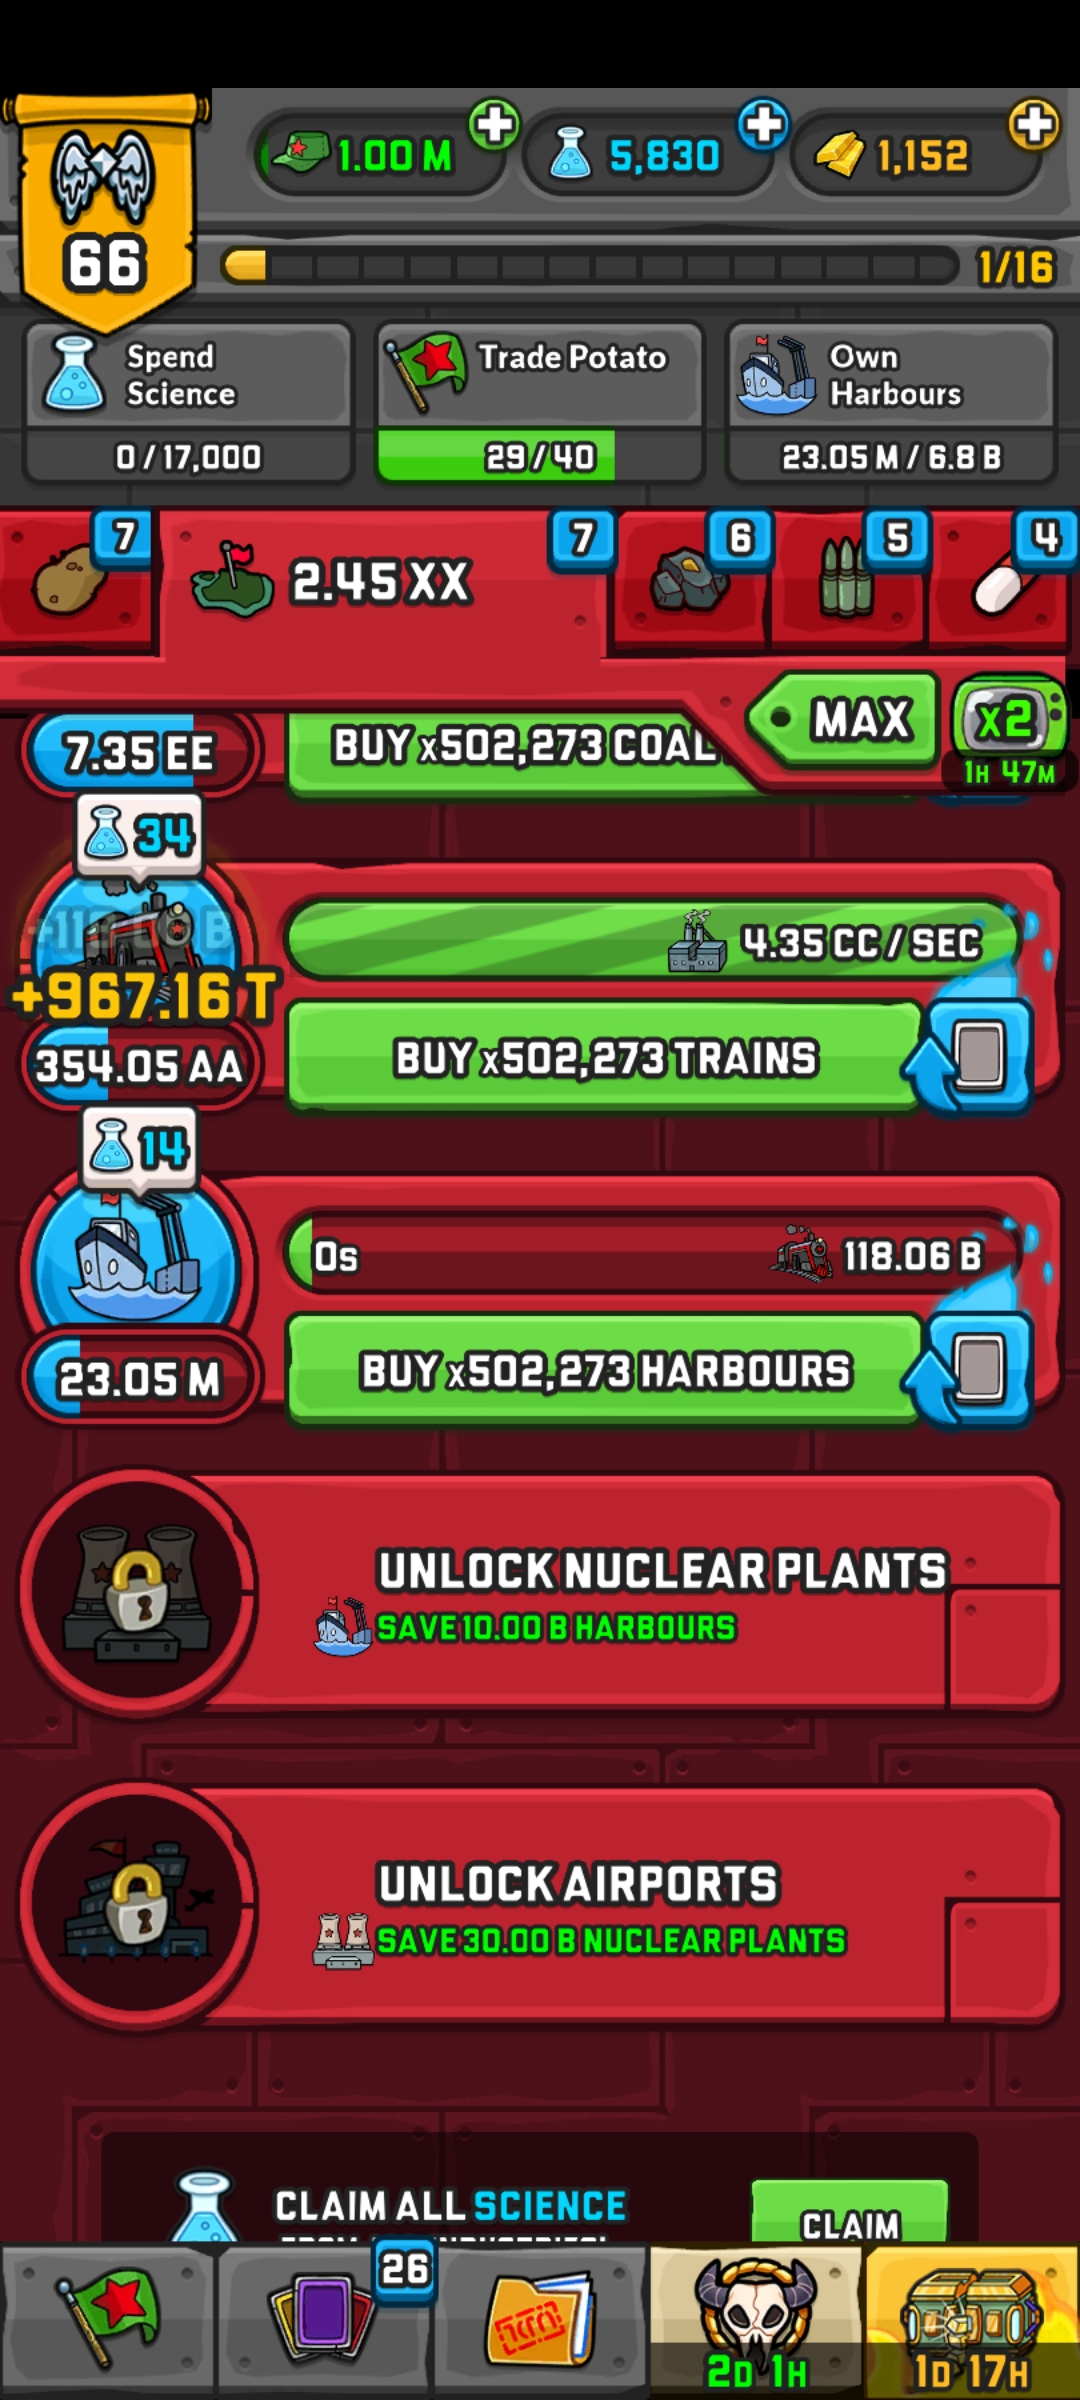 1.00 M
5,830
1,152
66
1/16
Spend
Science
0/17,000
Trade Potato
29/40
Own
Harbours
23.05 M/6.8 B
7
2.45 XX
7
6
5
4
MAX
x2
1H 47M
7.35 EE
BUY x502,273 COAL
34
+967.16 T
4.35 CC/SEC
354.05 AA
BUY x502,273 TRAINS
14
0s
118.06 B
23.05 M
BUY x502,273 HARBOURS
UNLOCK NUCLEAR PLANTS
SAVE 10.00 B HARBOURS
UNLOCK AIRPORTS
SAVE 30.00 B NUCLEAR PLANTS
CLAIM ALL SCIENCE
CLAIM
26
2D 1H
1D 17H